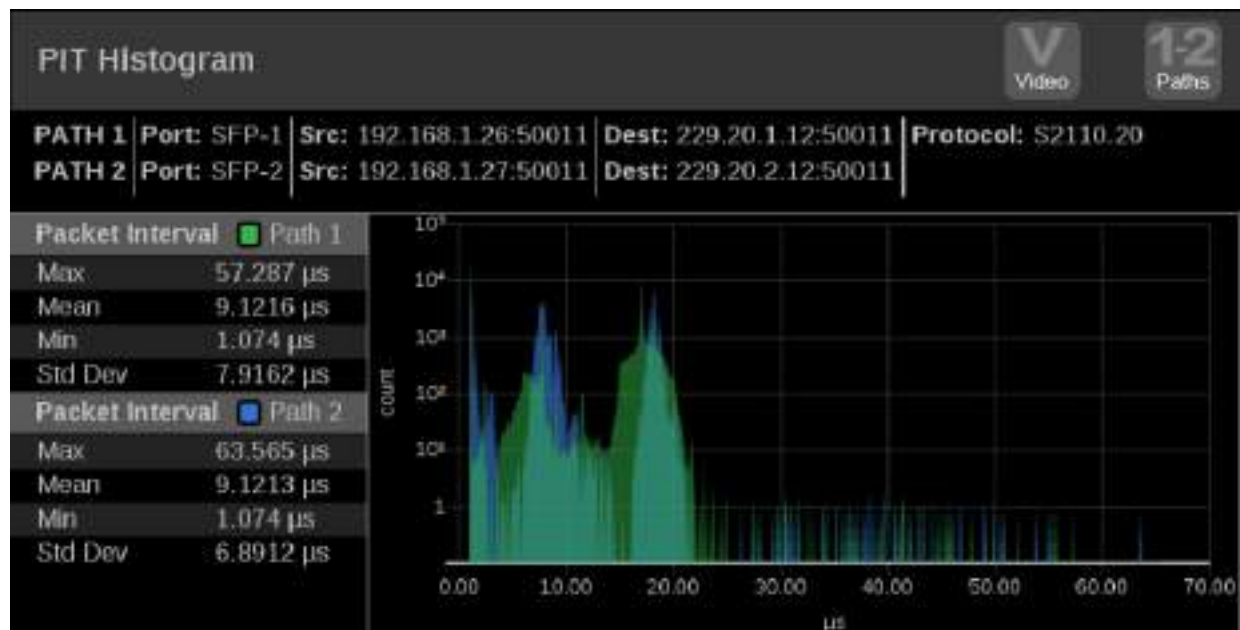 PIT Histogram
V
Video
1-2
Paths
PATH 1 Port: SFP-1 Src: 192.168.1.26:50011 Dest: 229.20.1.12:50011 Protocol: S2110.20
PATH 2 Port: SFP-2 Src: 192.168.1.27:50011 Dest: 229.20.2.12:50011
Packet Interval Path 1
Max 57.287 µs
Mean 9.1216 µs
Min 1.074 µs
Std Dev 7.9162 µs
Packet Interval Path 2
Max 63.565 µs
Mean 9.1213 µs
Min 1.074 µs
Std Dev 6.8912 µs
count
10⁵
10⁴
10³
10²
10¹
1
0.00 10.00 20.00 30.00 40.00 50.00 60.00 70.00
µs